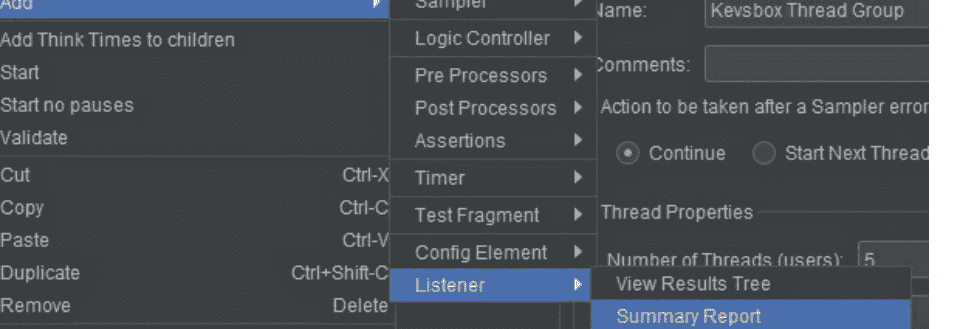 Add
Add Think Times to children
Start
Start no pauses
Validate
Cut Ctrl-X
Copy Ctrl-C
Paste Ctrl-V
Duplicate Ctrl+Shift-C
Remove Delete
Sampler
Logic Controller
Pre Processors
Post Processors
Assertions
Timer
Test Fragment
Config Element
Listener
View Results Tree
Summary Report
Name: Kevsbox Thread Group
Comments:
Action to be taken after a Sampler error
Continue Start Next Thread
Thread Properties
Number of Threads (users): 5